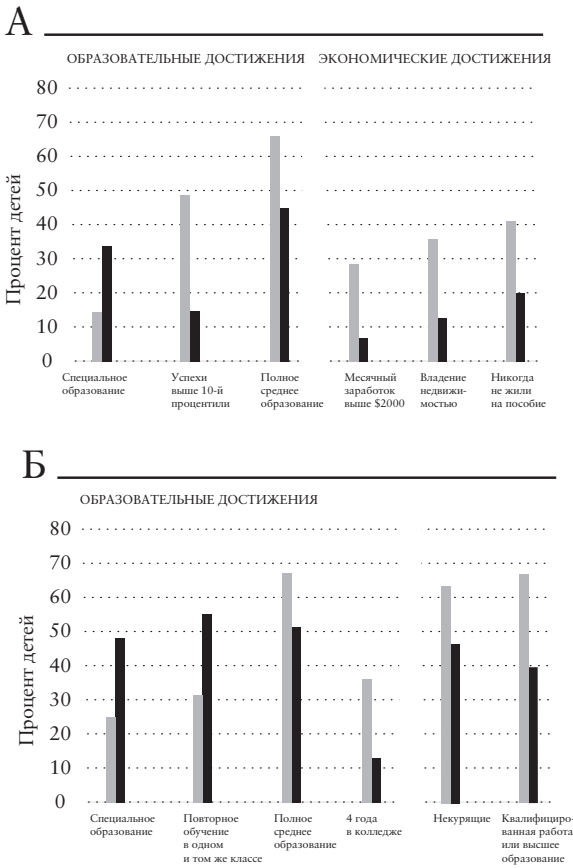 А
ОБРАЗОВАТЕЛЬНЫЕ ДОСТИЖЕНИЯ
ЭКОНОМИЧЕСКИЕ ДОСТИЖЕНИЯ
Процент детей
80
70
60
50
40
30
20
10
0
Специальное
образование
Успехи
выше 10-й
процентили
Полное
среднее
образование
Месячный
заработок
выше $2000
Владение
недвижи-
мостью
Никогда
не жили
на пособие
Б
ОБРАЗОВАТЕЛЬНЫЕ ДОСТИЖЕНИЯ
Процент детей
80
70
60
50
40
30
20
10
0
Специальное
образование
Повторное
обучение
в одном
и том же классе
Полное
среднее
образование
4 года
в колледже
Некурящие
Квалифициро-
ванная работа
или высшее
образование